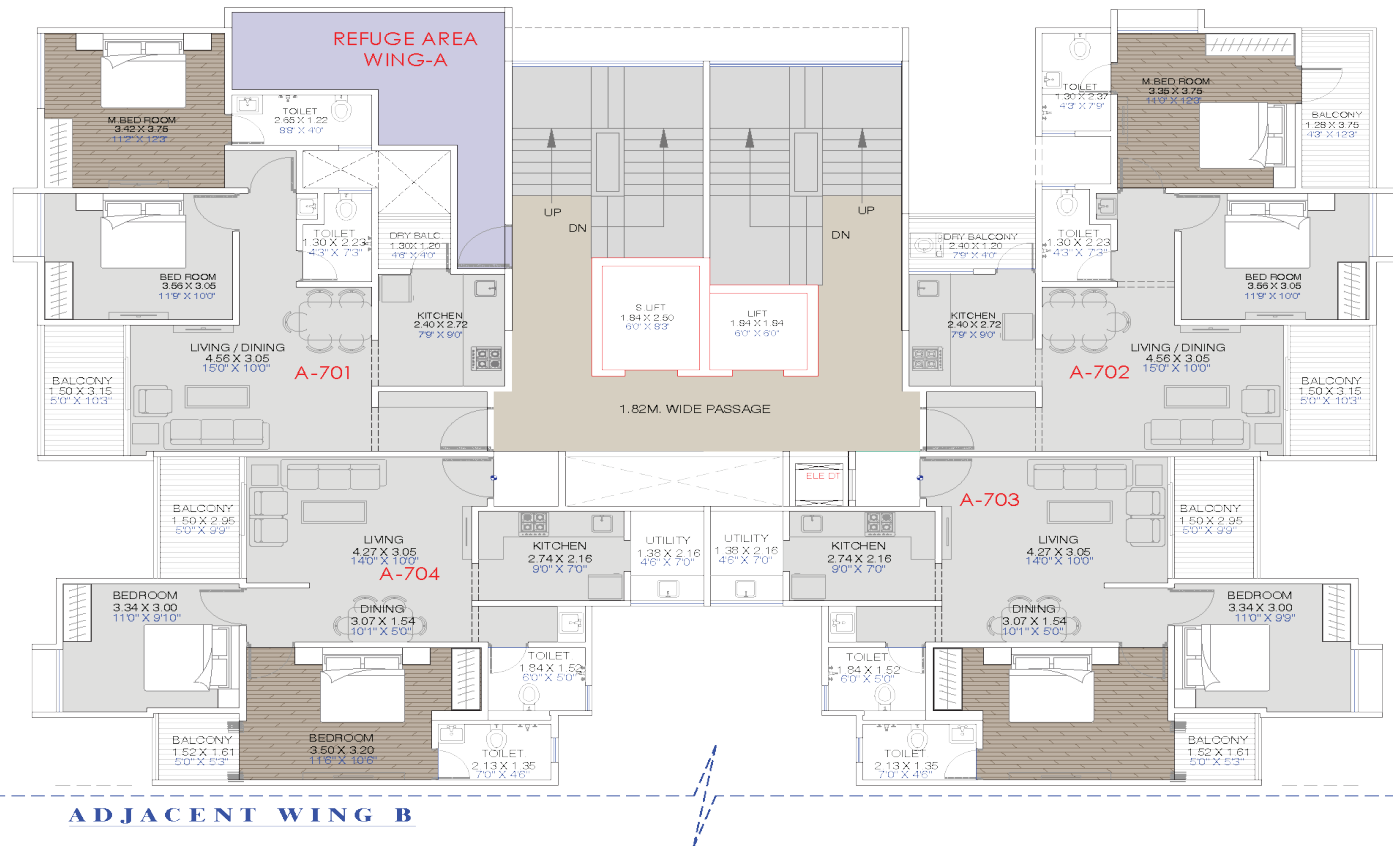 REFUGE AREA
WING-A
M.BED ROOM
3.42 X 3.75
11'2" X 12'3"
TOILET
2.65 X 1.22
8'8" X 4'0"
BED ROOM
3.56 X 3.05
11'9" X 10'0"
TOILET
1.30 X 2.23
4'3" X 7'3"
DRY BALC.
1.30X 1.20
4'6" X 4'0"
KITCHEN
2.40 X 2.72
7'9" X 9'0"
LIVING / DINING
4.56 X 3.05
15'0" X 10'0"
A-701
BALCONY
1.50 X 3.15
5'0" X 10'3"
UP
DN
UP
DN
S.LIFT
1.84 X 2.50
6'0" X 8'3"
LIFT
1.84 X 1.84
6'0" X 6'0"
1.82M. WIDE PASSAGE
ELE DT
TOILET
1.30 X 2.37
4'3" X 7'9"
M.BED ROOM
3.35 X 3.75
BALCONY
1.28 X 3.75
4'3" X 12'3"
TOILET
1.30 X 2.23
4'3" X 7'3"
DRY BALCONY
2.40 X 1.20
7'9" X 4'0"
BED ROOM
3.56 X 3.05
11'9" X 10'0"
KITCHEN
2.40 X 2.72
7'9" X 9'0"
LIVING / DINING
4.56 X 3.05
15'0" X 10'0"
A-702
BALCONY
1.50 X 3.15
5'0" X 10'3"
BALCONY
1.50 X 2.95
5'0" X 9'9"
LIVING
4.27 X 3.05
14'0" X 10'0"
A-704
KITCHEN
2.74 X 2.16
9'0" X 7'0"
UTILITY
1.38 X 2.16
4'6" X 7'0"
BEDROOM
3.34 X 3.00
11'0" X 9'10"
DINING
3.07 X 1.54
10'1" X 5'0"
TOILET
1.84 X 1.52
6'0" X 5'0"
BALCONY
1.52 X 1.61
5'0" X 5'3"
BEDROOM
3.50 X 3.20
11'6" X 10'6"
TOILET
2.13 X 1.35
7'0" X 4'6"
UTILITY
1.38 X 2.16
4'6" X 7'0"
KITCHEN
2.74 X 2.16
9'0" X 7'0"
A-703
LIVING
4.27 X 3.05
14'0" X 10'0"
BALCONY
1.50 X 2.95
5'0" X 9'9"
DINING
3.07 X 1.54
10'1" X 5'0"
BEDROOM
3.34 X 3.00
11'0" X 9'9"
TOILET
1.84 X 1.52
6'0" X 5'0"
TOILET
2.13 X 1.35
7'0" X 4'6"
BALCONY
1.52 X 1.61
5'0" X 5'3"
ADJACENT WING B